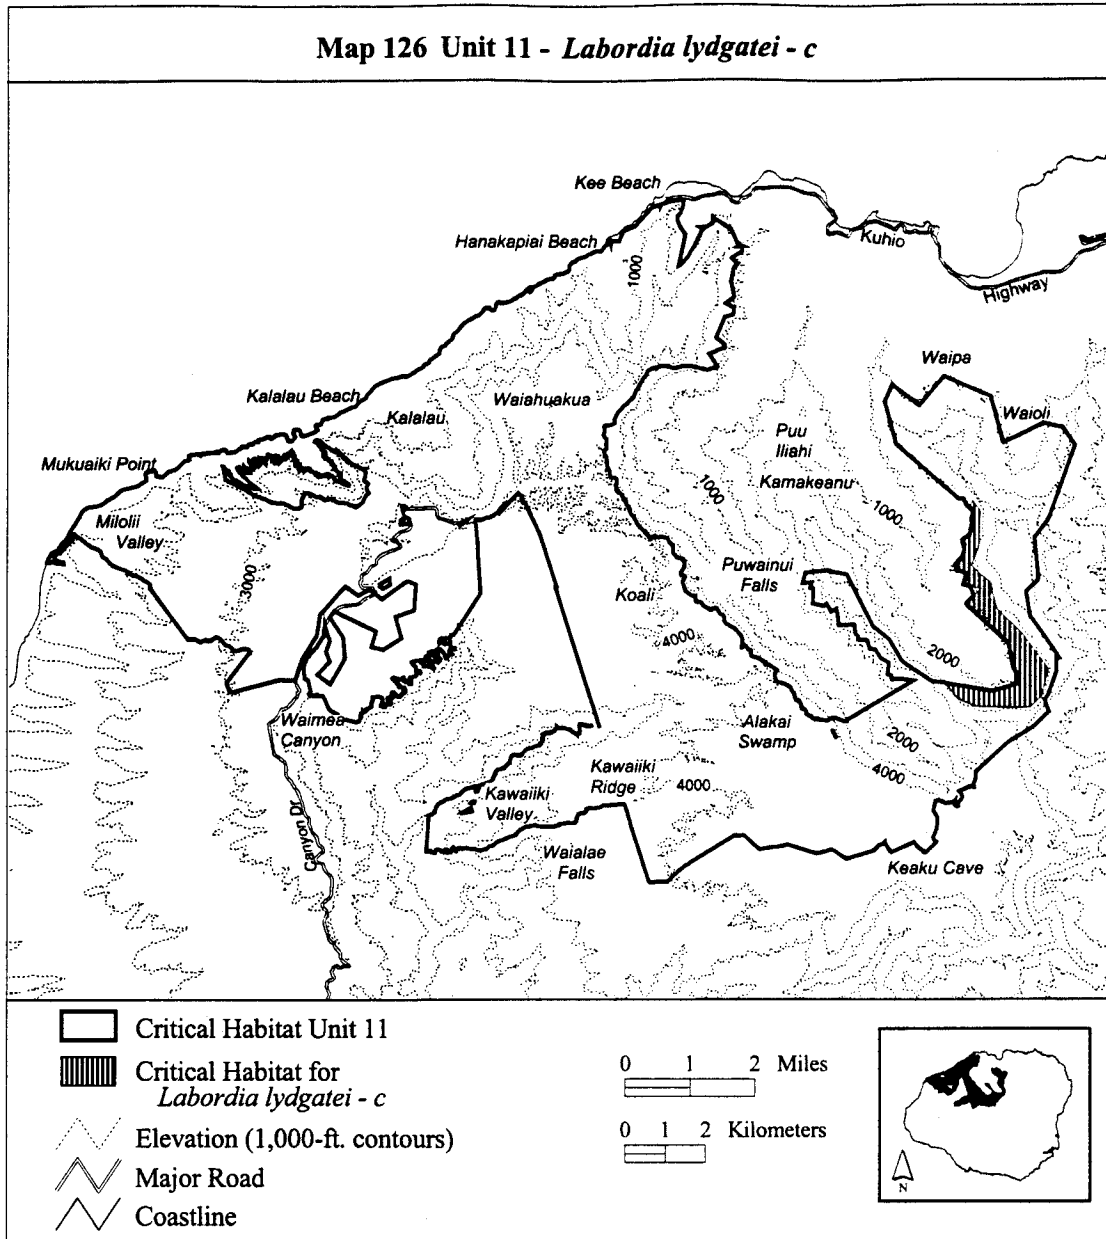 Map 126 Unit 11 - Labordia lydgatei - c
Kee Beach
Hanakapiai Beach
Kuhio
Highway
1000
Waipa
Kalalau Beach
Kalalau
Waiahuakua
Waioli
Puu
Iliahi
Mukuaiki Point
Kamakeanu
1000
1000
Milolii
Valley
3000
Puwainui
Falls
Koali
4000
2000
Waimea
Canyon
Alakai
Swamp
2000
4000
Kawaiiki
Ridge
4000
Kawaiiki
Valley
Canyon Dr
Waialae
Falls
Keaku Cave
Critical Habitat Unit 11
Critical Habitat for
Labordia lydgatei - c
Elevation (1,000-ft. contours)
Major Road
Coastline
0 1 2 Miles
0 1 2 Kilometers
N